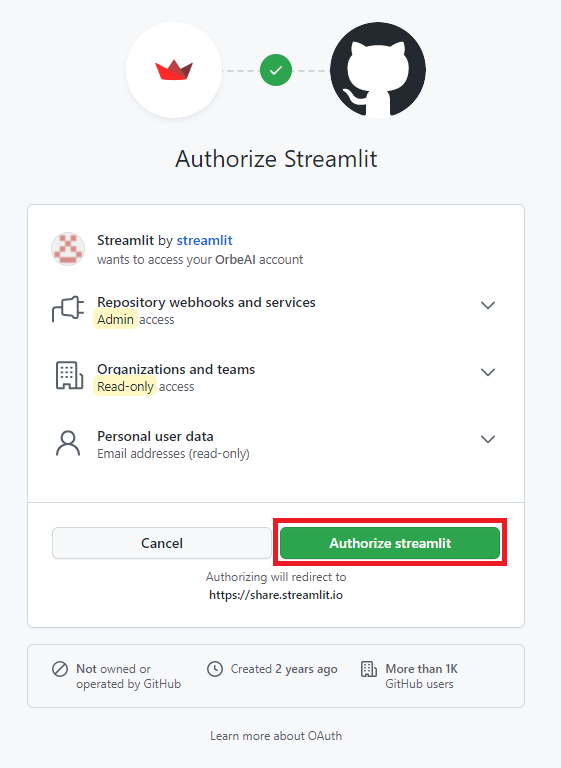 Authorize Streamlit
Streamlit by streamlit
wants to access your OrbeAI account
Repository webhooks and services
Admin access
Organizations and teams
Read-only access
Personal user data
Email addresses (read-only)
Cancel
Authorize streamlit
Authorizing will redirect to
https://share.streamlit.io
Not owned or
operated by GitHub
Created 2 years ago
More than 1K
GitHub users
Learn more about OAuth